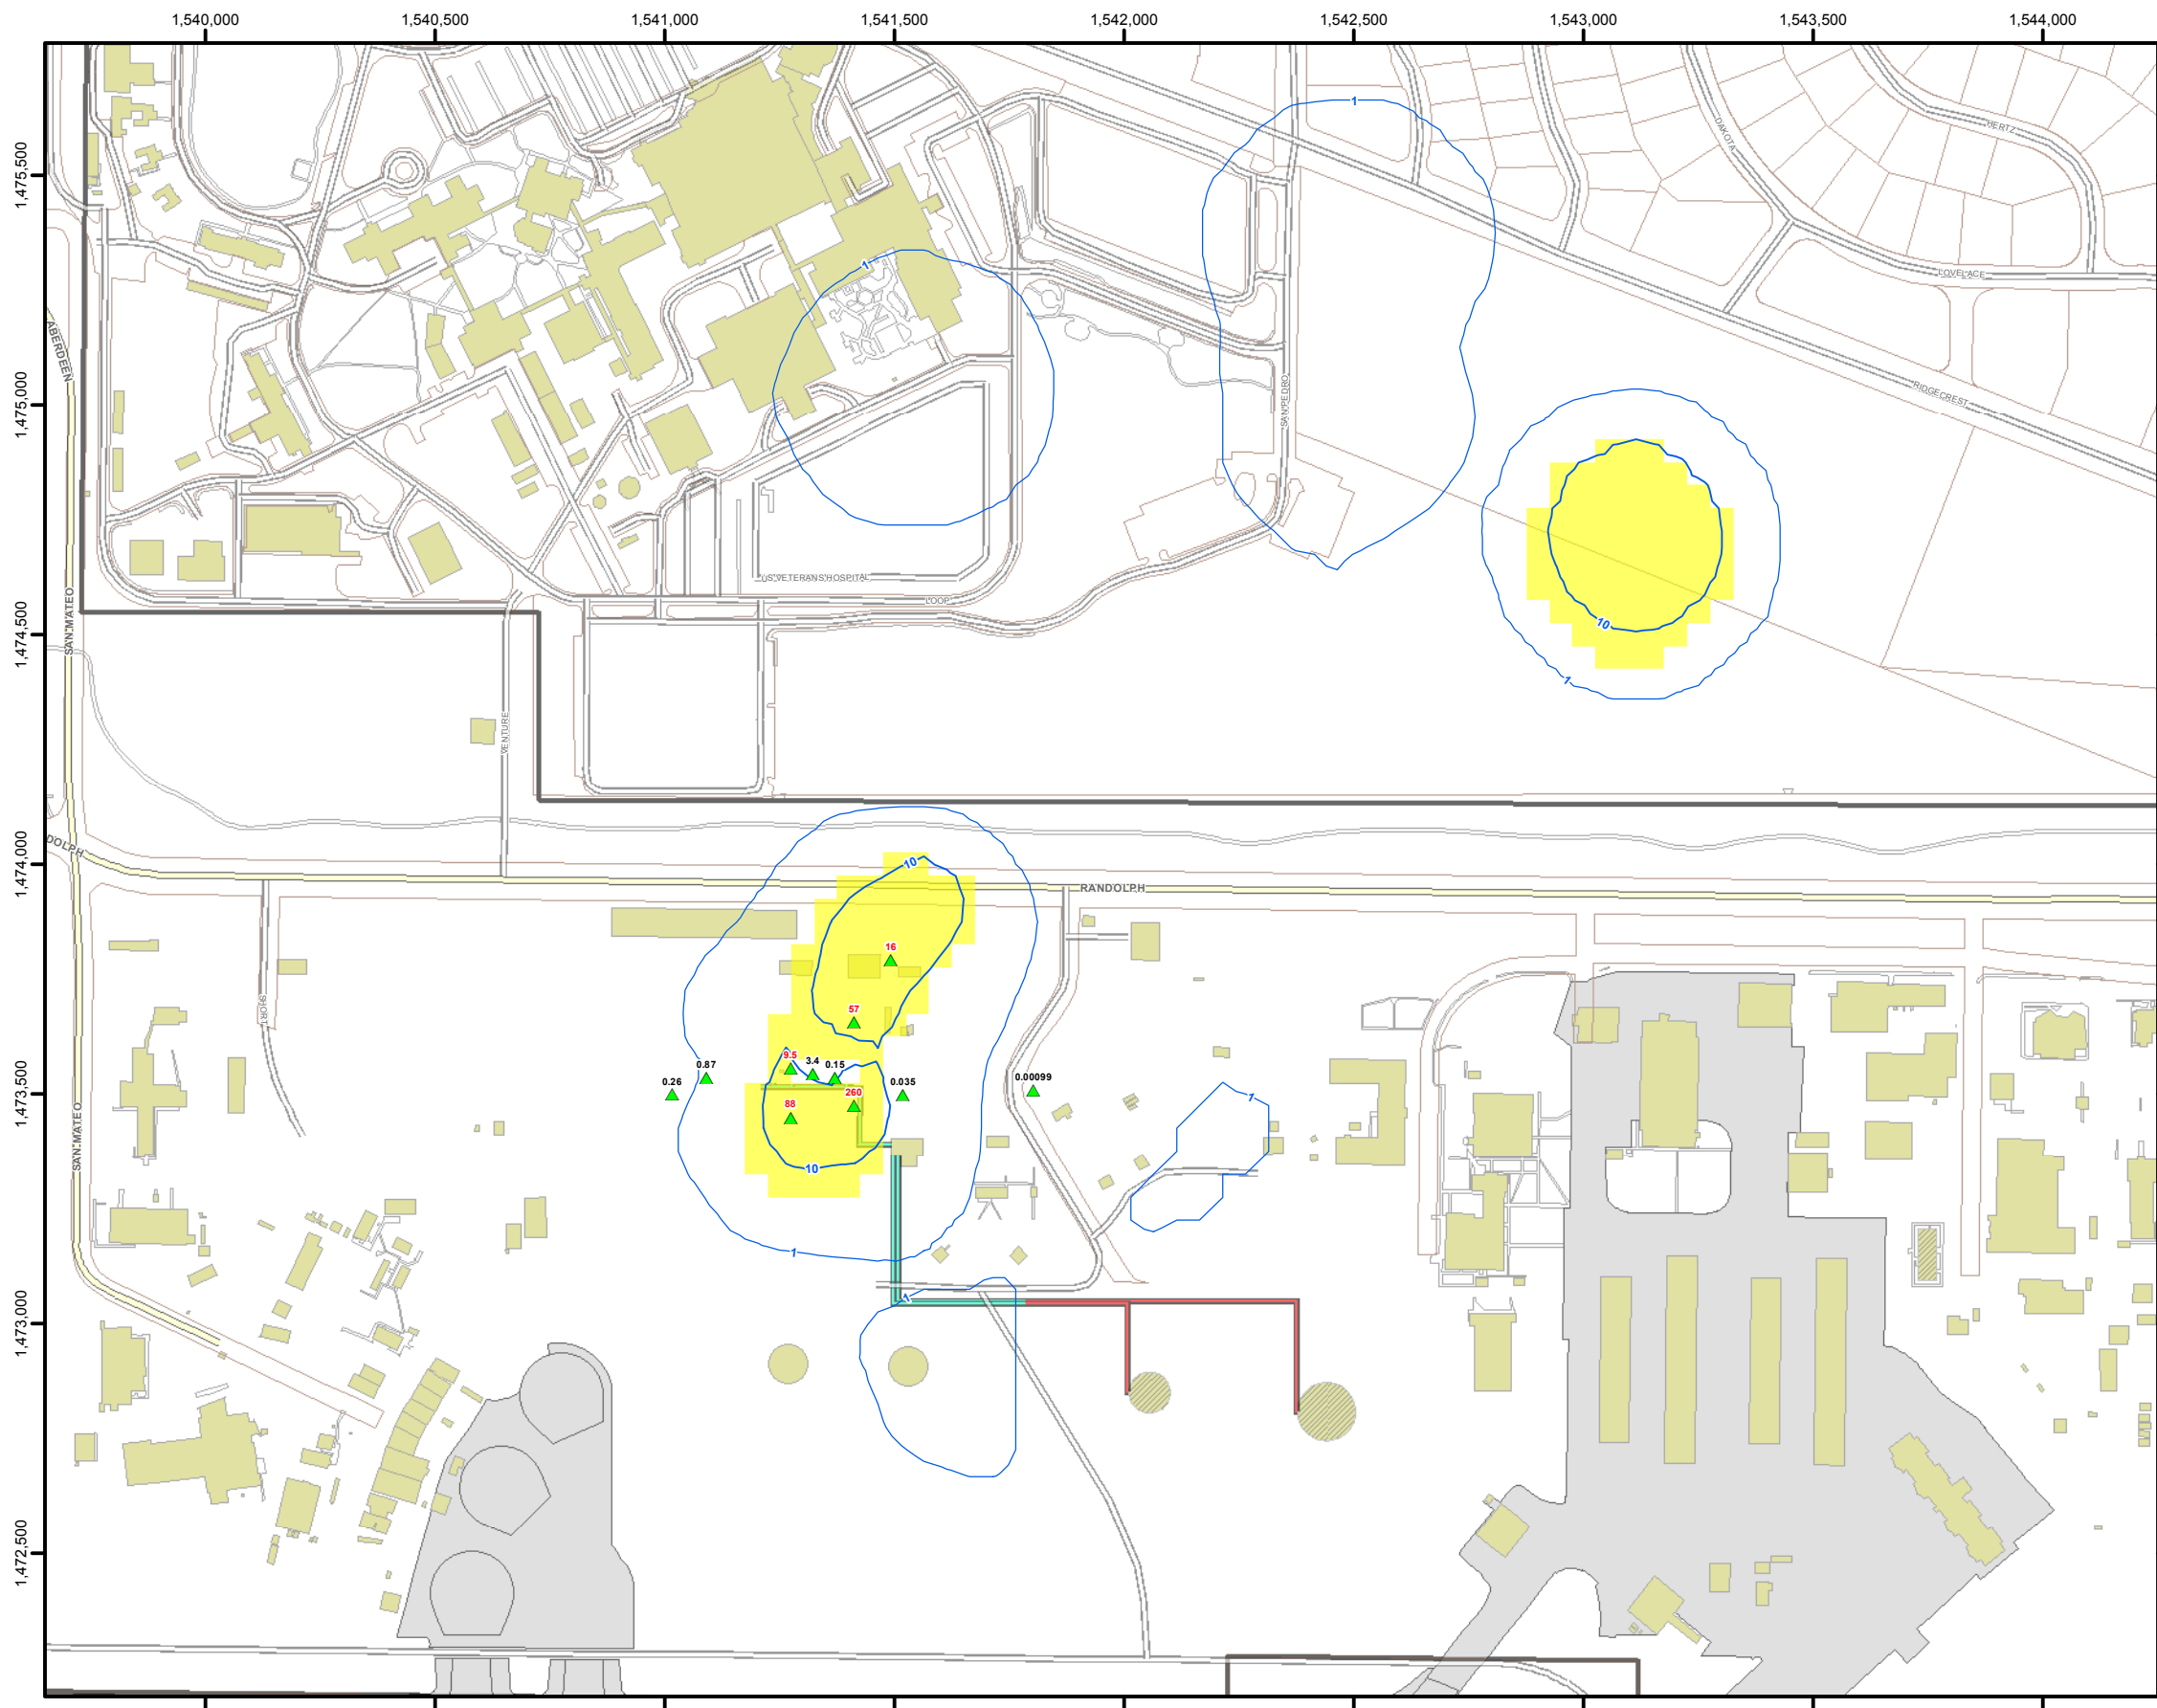 1,540,000 1,540,500 1,541,000 1,541,500 1,542,000 1,542,500 1,543,000 1,543,500 1,544,000
1
HERTZ
DAKOTA
1,475,500
1
LOVELACE
ABERDEEN
RIDGECREST
SAN PEDRO
1,475,000
US VETERANS HOSPITAL
LOOP
SAN MATEO
10
1,474,500
1
VENTURE
1,474,000
DOLPH
10
RANDOLPH
16
SHORT
57
9.5
3.4
0.15
0.87
0.26
0.035
0.00099
1,473,500
88
260
1
SAN MATEO
10
1
1
1,473,000
1,472,500